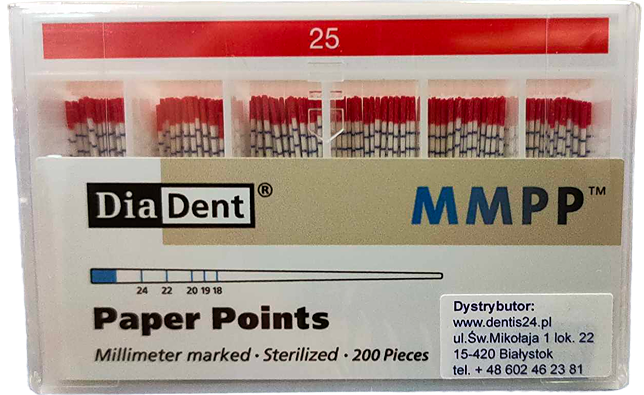 25
DiaDent®
MMPP™
24 22 20 19 18
Paper Points
Millimeter marked · Sterilized · 200 Pieces
Dystrybutor:
www.dentis24.pl
ul.Św.Mikołaja 1 lok. 22
15-420 Białystok
tel. + 48 602 46 23 81